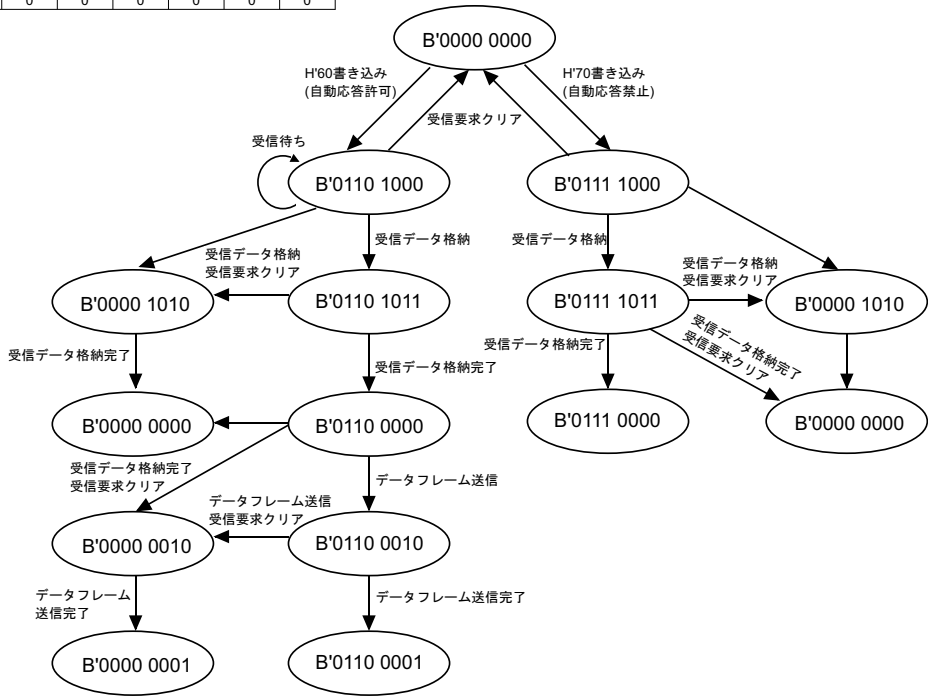 0 0 0 0 0 0
B'0000 0000
H'60書き込み
(自動応答許可)
H'70書き込み
(自動応答禁止)
受信要求クリア
受信待ち
B'0110 1000
B'0111 1000
受信データ格納
受信要求クリア
受信データ格納
受信データ格納
受信データ格納
受信要求クリア
B'0000 1010
B'0110 1011
B'0111 1011
B'0000 1010
受信データ格納完了
受信データ格納完了
受信データ格納完了
受信データ格納完了
受信要求クリア
B'0000 0000
B'0110 0000
B'0111 0000
B'0000 0000
受信データ格納完了
受信要求クリア
データフレーム送信
データフレーム送信
受信要求クリア
B'0000 0010
B'0110 0010
データフレーム
送信完了
データフレーム送信完了
B'0000 0001
B'0110 0001